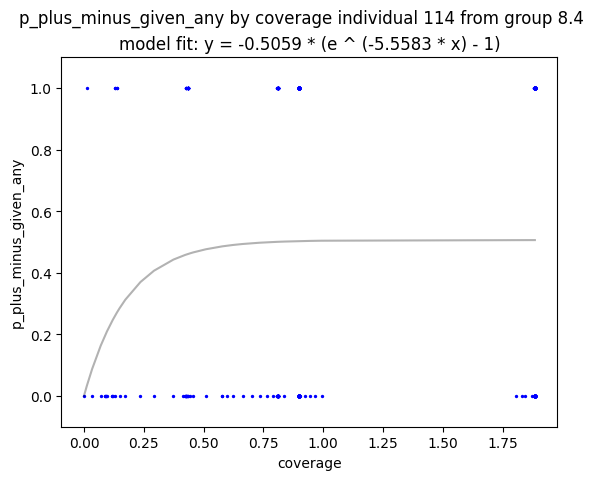 p_plus_minus_given_any by coverage individual 114 from group 8.4
model fit: y = -0.5059 * (e ^ (-5.5583 * x) - 1)
p_plus_minus_given_any
1.0
0.8
0.6
0.4
0.2
0.0
0.00 0.25 0.50 0.75 1.00 1.25 1.50 1.75
coverage